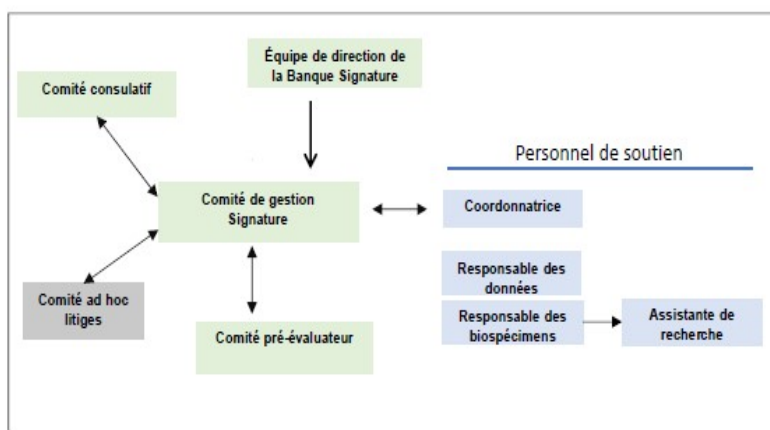 Équipe de direction de
la Banque Signature
Comité consulatif
Personnel de soutien
Comité de gestion
Signature
Coordonnatrice
Responsable des
données
Comité ad hoc
litiges
Responsable des
biospécimens
Assistante de
recherche
Comité pré-évaluateur